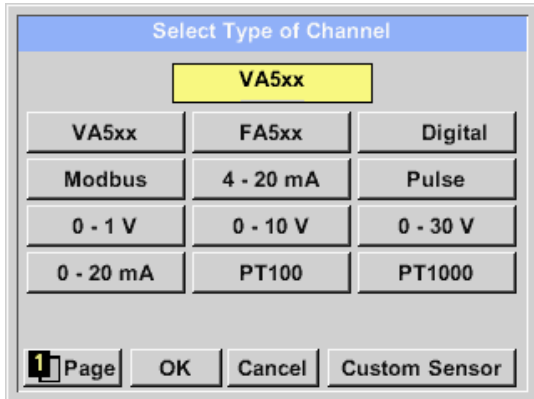 Select Type of Channel
VA5xx
VA5xx FA5xx Digital
Modbus 4 - 20 mA Pulse
0 - 1 V 0 - 10 V 0 - 30 V
0 - 20 mA PT100 PT1000
1 Page OK Cancel Custom Sensor